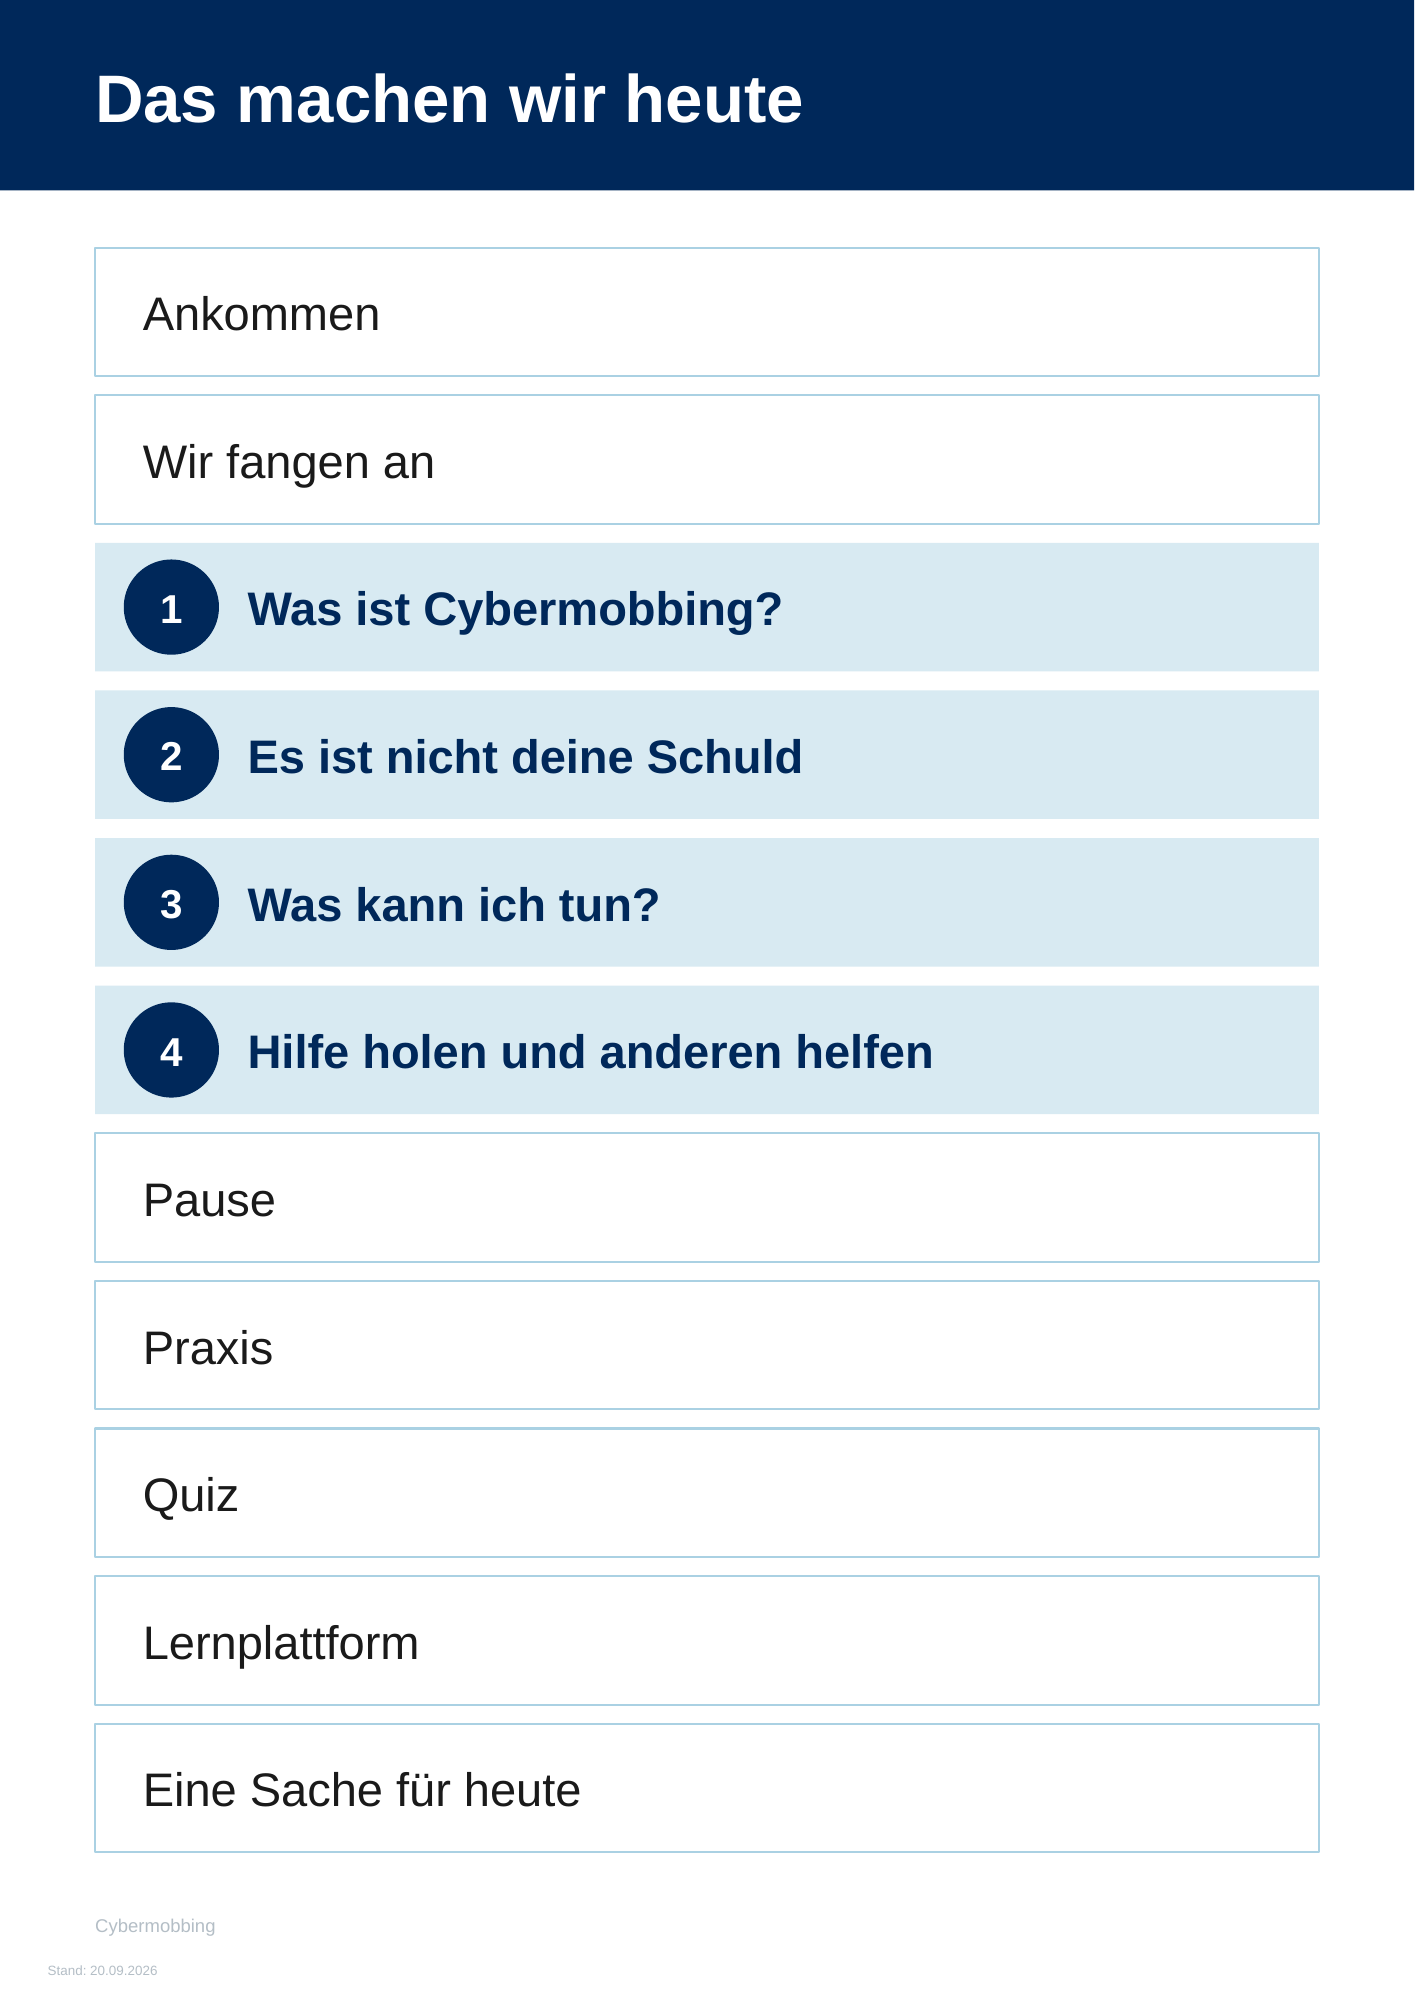 Das machen wir heute
Ankommen
Wir fangen an
1 Was ist Cybermobbing?
2 Es ist nicht deine Schuld
3 Was kann ich tun?
4 Hilfe holen und anderen helfen
Pause
Praxis
Quiz
Lernplattform
Eine Sache für heute
Cybermobbing
Stand: 20.09.2026